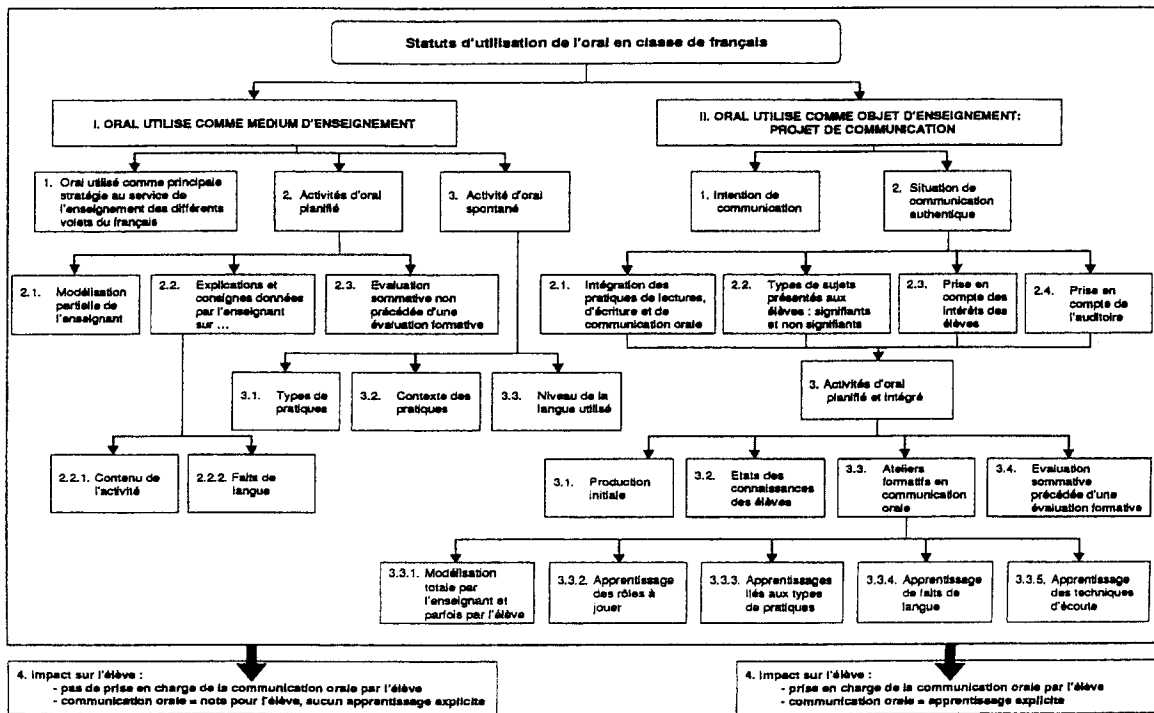 Statuts d'utilisation de l'oral en classe de français
I. ORAL UTILISE COMME MEDIUM D'ENSEIGNEMENT
II. ORAL UTILISE COMME OBJET D'ENSEIGNEMENT:
PROJET DE COMMUNICATION
1. Oral utilisé comme principale
stratégie au service de
l'enseignement des différents
volets du français
2. Activités d'oral
planifié
3. Activité d'oral
spontané
1. Intention de
communication
2. Situation de
communication
authentique
2.1. Modélisation
partielle de
l'enseignant
2.2. Explications et
consignes données
par l'enseignant
sur ...
2.3. Evaluation
sommative non
précédée d'une
évaluation formative
2.1. Intégration des
pratiques de lectures,
d'écriture et de
communication orale
2.2. Types de sujets
présentés aux
élèves : signifiants
et non signifiants
2.3. Prise en
compte des
intérêts des
élèves
2.4. Prise en
compte de
l'auditoire
3.1. Types de
pratiques
3.2. Contexte des
pratiques
3.3. Niveau de la
langue utilisé
3. Activités d'oral
planifié et intégré
2.2.1. Contenu de
l'activité
2.2.2. Faits de
langue
3.1. Production
initiale
3.2. Etats des
connaissances
des élèves
3.3. Ateliers
formatifs en
communication
orale
3.4. Evaluation
sommative
précédée d'une
évaluation formative
3.3.1. Modélisation
totale par
l'enseignant et
parfois par l'élève
3.3.2. Apprentissage
des rôles à
jouer
3.3.3. Apprentissages
liés aux types
de pratiques
3.3.4. Apprentissage
de faits de
langue
3.3.5. Apprentissage
des techniques
d'écoute
4. Impact sur l'élève :
- pas de prise en charge de la communication orale par l'élève
- communication orale = note pour l'élève, aucun apprentissage explicite
4. Impact sur l'élève :
- prise en charge de la communication orale par l'élève
- communication orale = apprentissage explicite